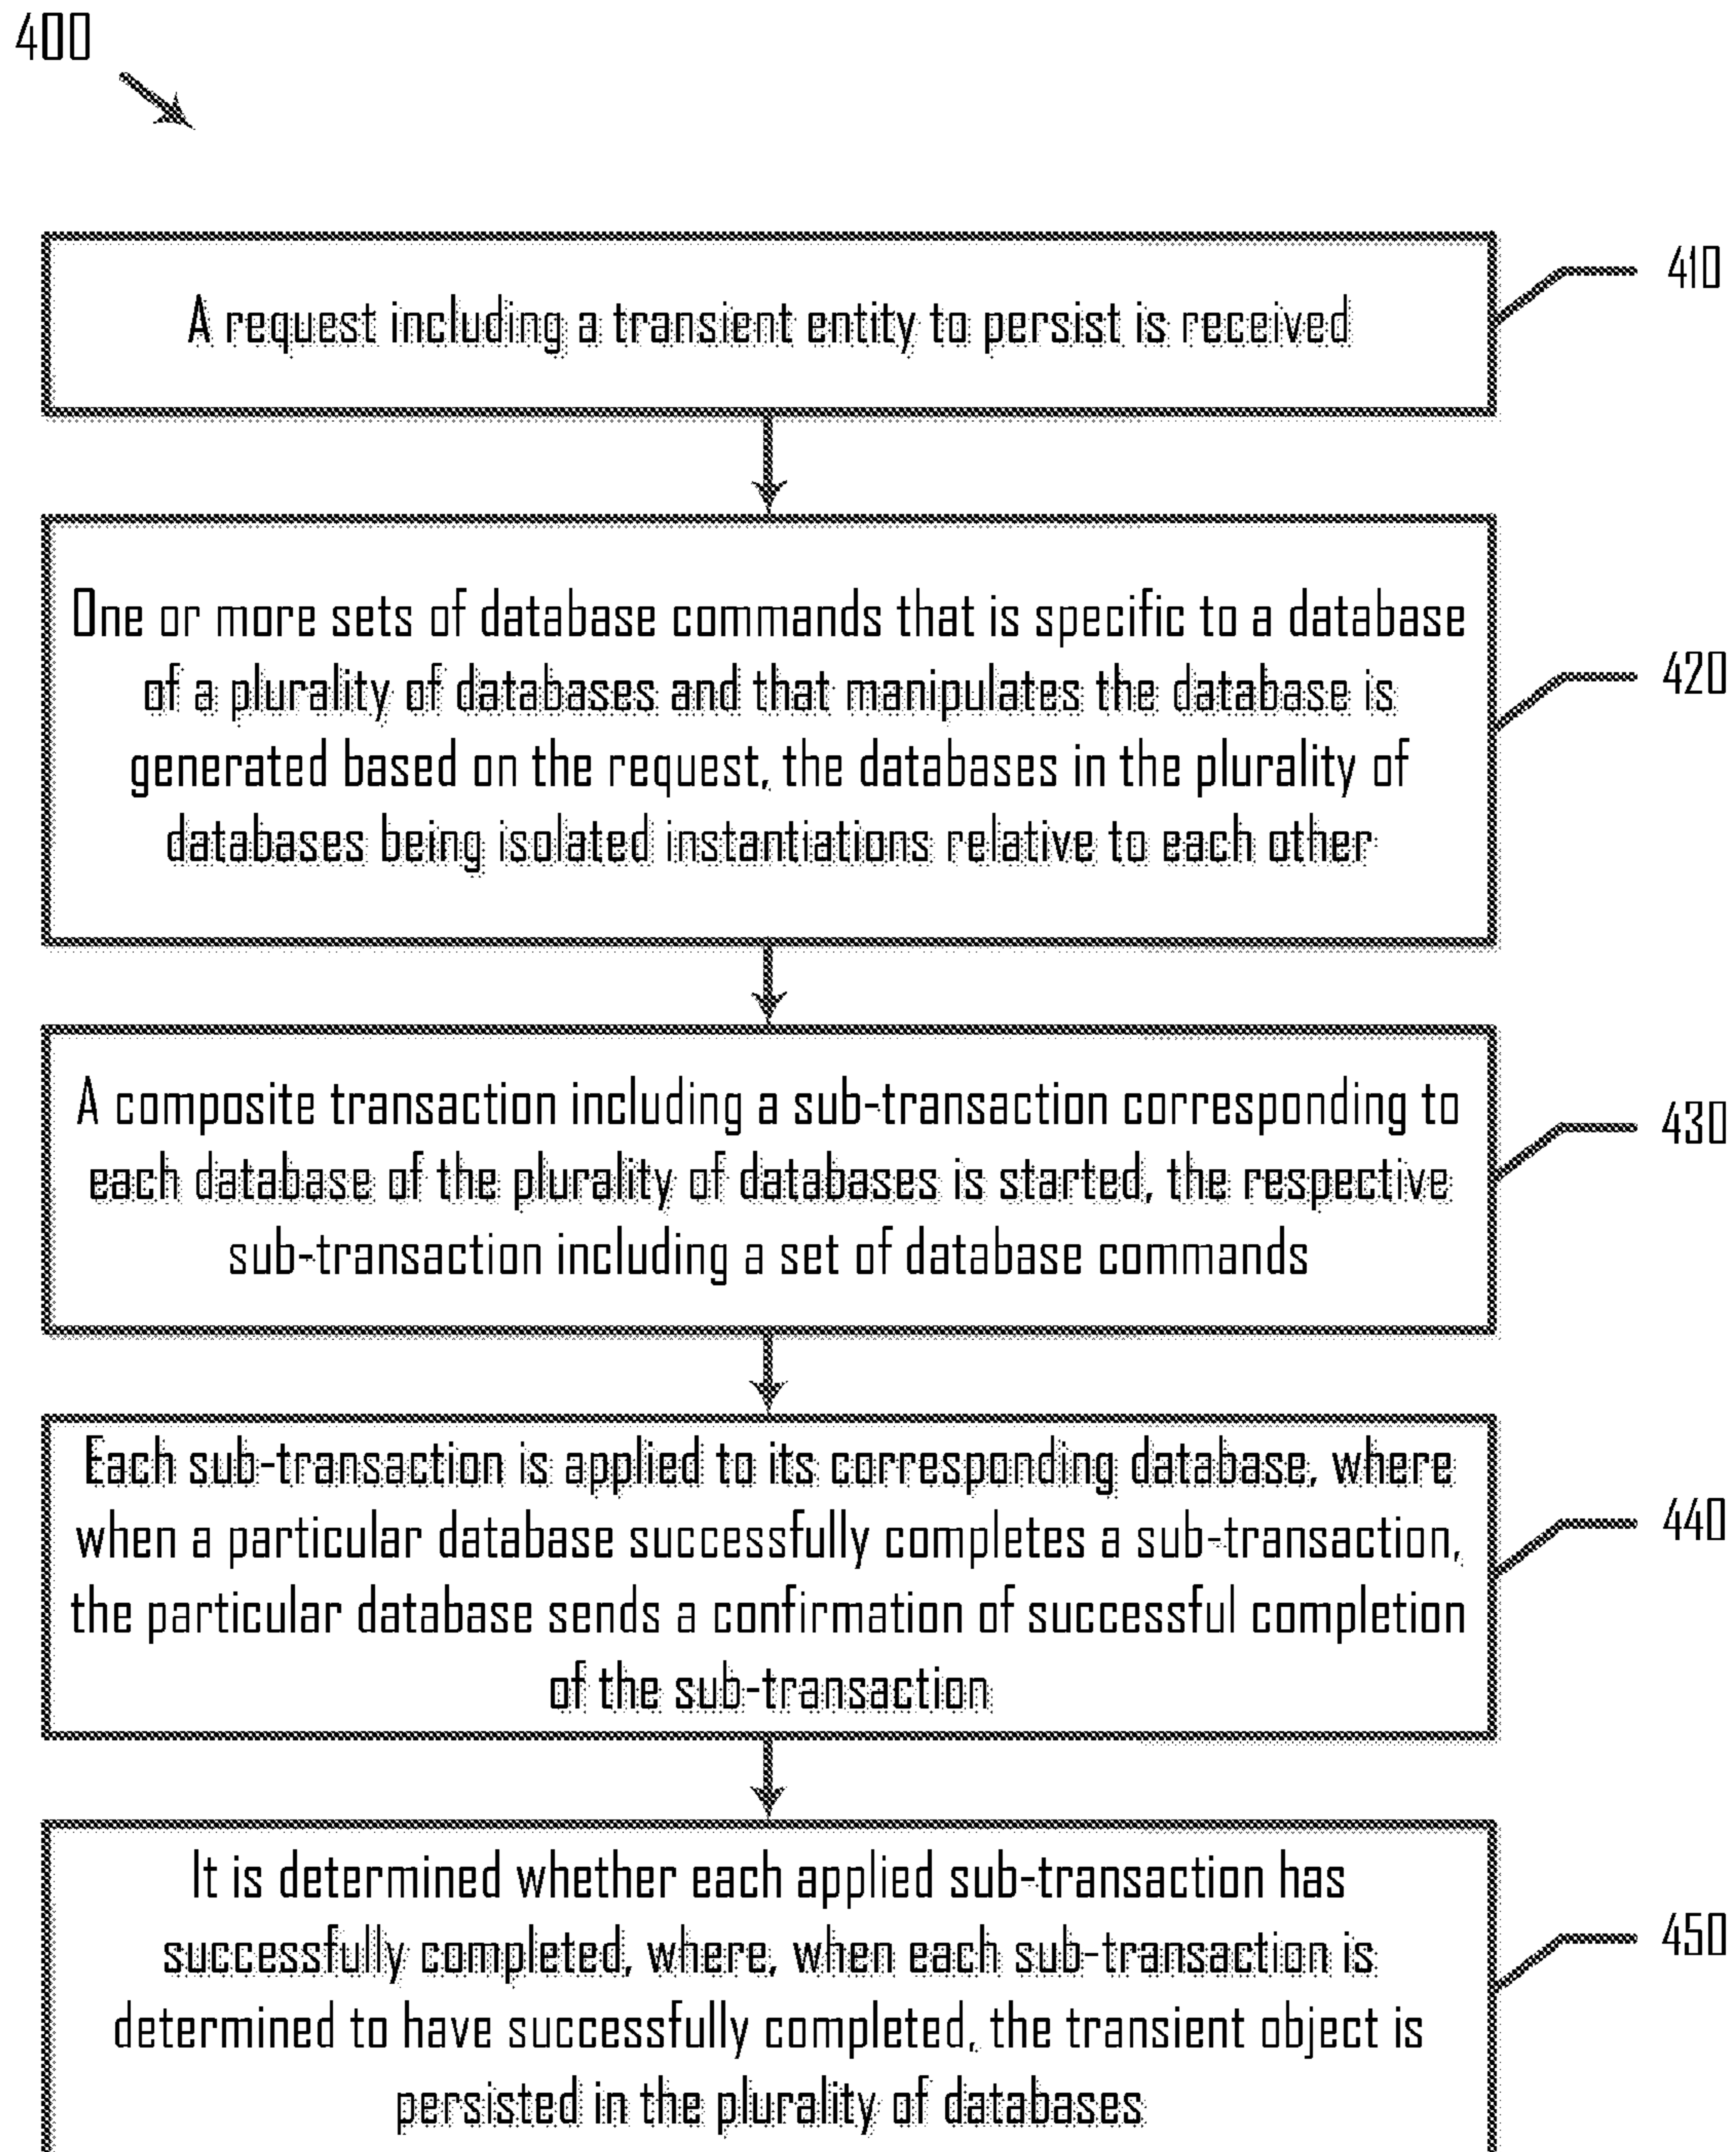 400
A request including a transient entity to persist is received
410
One or more sets of database commands that is specific to a database
of a plurality of databases and that manipulates the database is
generated based on the request, the databases in the plurality of
databases being isolated instantiations relative to each other
420
A composite transaction including a sub-transaction corresponding to
each database of the plurality of databases is started, the respective
sub-transaction including a set of database commands
430
Each sub-transaction is applied to its corresponding database, where
when a particular database successfully completes a sub-transaction,
the particular database sends a confirmation of successful completion
of the sub-transaction
440
It is determined whether each applied sub-transaction has
successfully completed, where, when each sub-transaction is
determined to have successfully completed, the transient object is
persisted in the plurality of databases
450